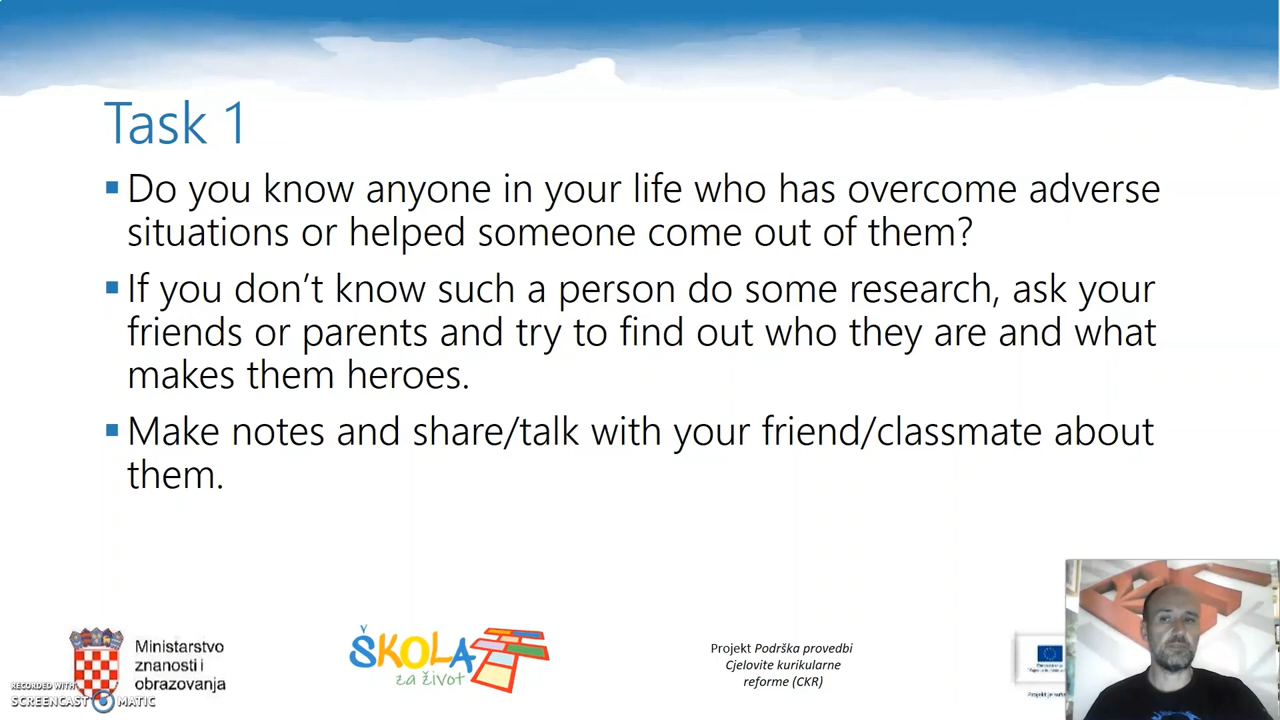 Task 1
Do you know anyone in your life who has overcome adverse
situations or helped someone come out of them?
If you don’t know such a person do some research, ask your
friends or parents and try to find out who they are and what
makes them heroes.
Make notes and share/talk with your friend/classmate about
them.
Ministarstvo
znanosti i
obrazovanja
ŠKOLA
za život
Projekt Podrška provedbi
Cjelovite kurikularne
reforme (CKR)
RECORDED WITH
SCREENCAST MATIC